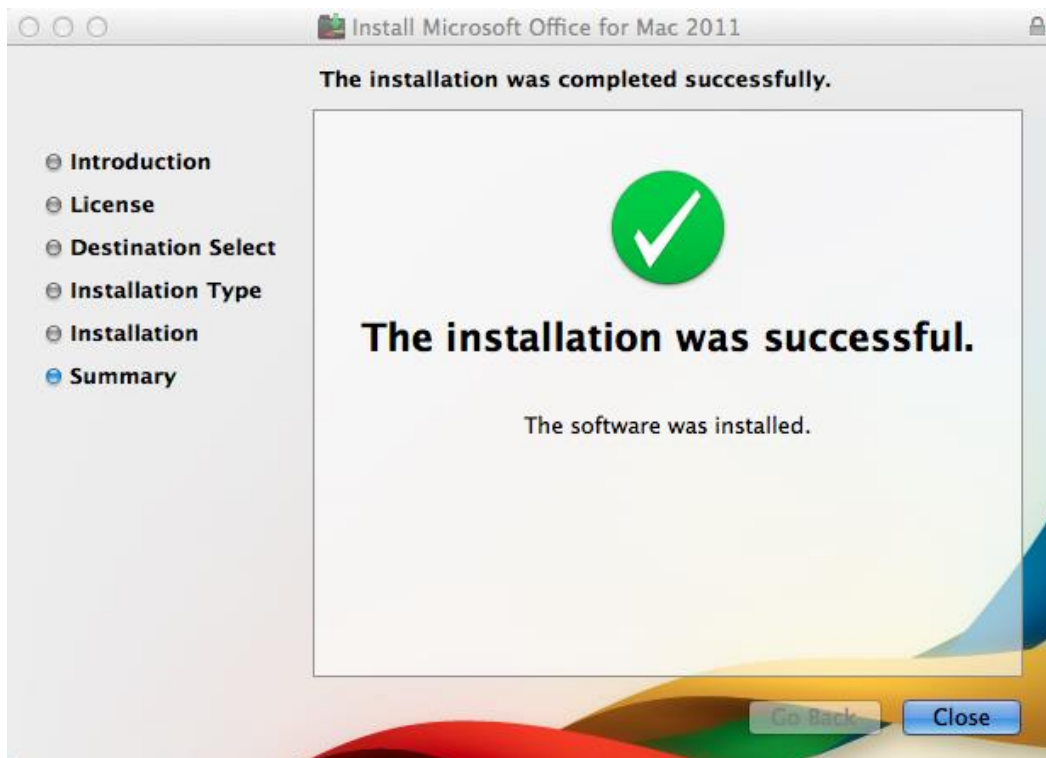 Install Microsoft Office for Mac 2011
The installation was completed successfully.
Introduction
License
Destination Select
Installation Type
Installation
Summary
The installation was successful.
The software was installed.
Go Back
Close